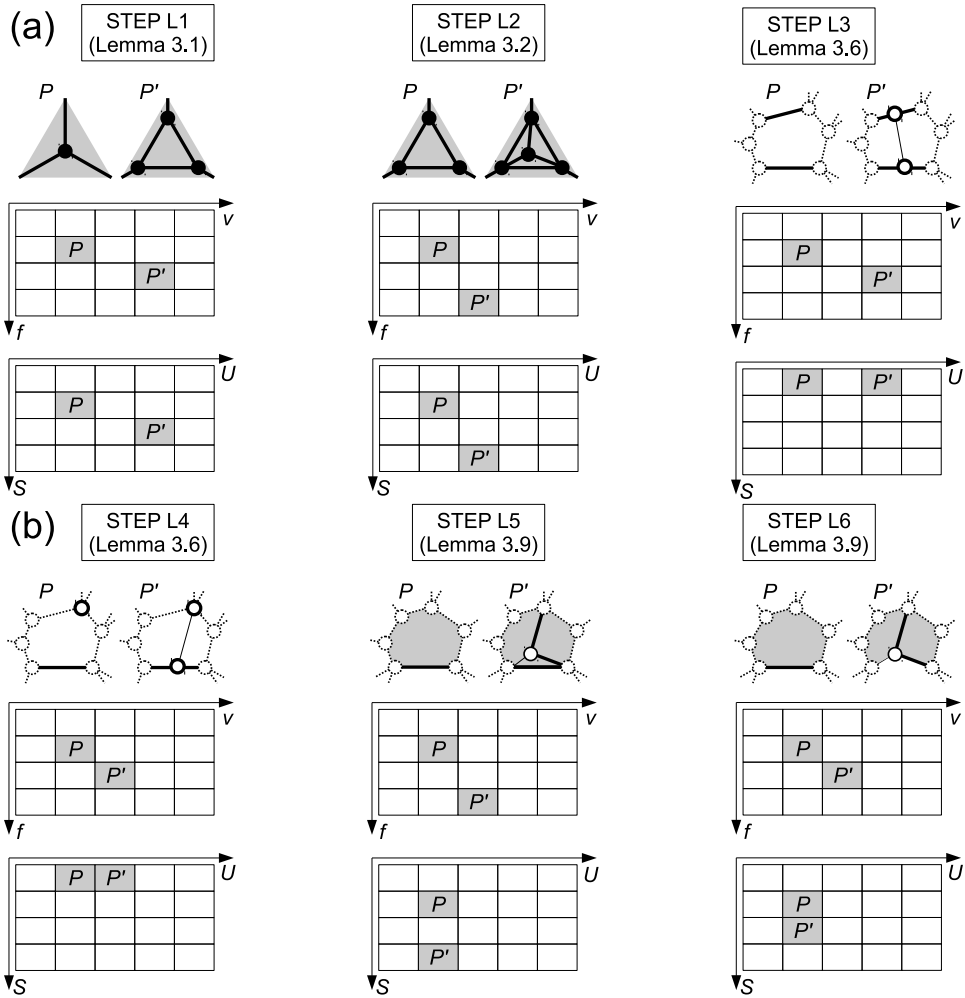 (a)
STEP L1
(Lemma 3.1)
STEP L2
(Lemma 3.2)
STEP L3
(Lemma 3.6)
P P'
P P'
P P'
v
P
P'
f
v
P
P'
f
v
P
P'
f
U
P
P'
S
U
P
P'
S
U
P P'
S
(b)
STEP L4
(Lemma 3.6)
STEP L5
(Lemma 3.9)
STEP L6
(Lemma 3.9)
P P'
P P'
P P'
v
P
P'
f
v
P
P'
f
v
P
P'
f
U
P P'
S
U
P
P'
S
U
P
P'
S